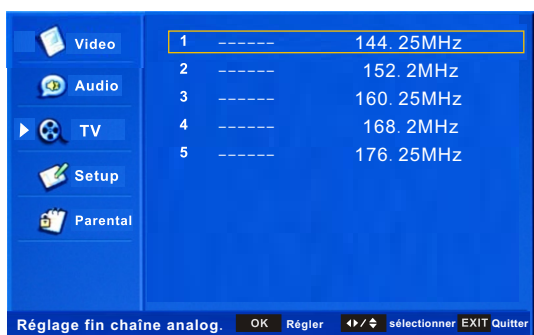 Video
Audio
TV
Setup
Parental
1 ------ 144. 25MHz
2 ------ 152. 2MHz
3 ------ 160. 25MHz
4 ------ 168. 2MHz
5 ------ 176. 25MHz
Réglage fin chaîne analog. OK Régler / sélectionner EXIT Quitter